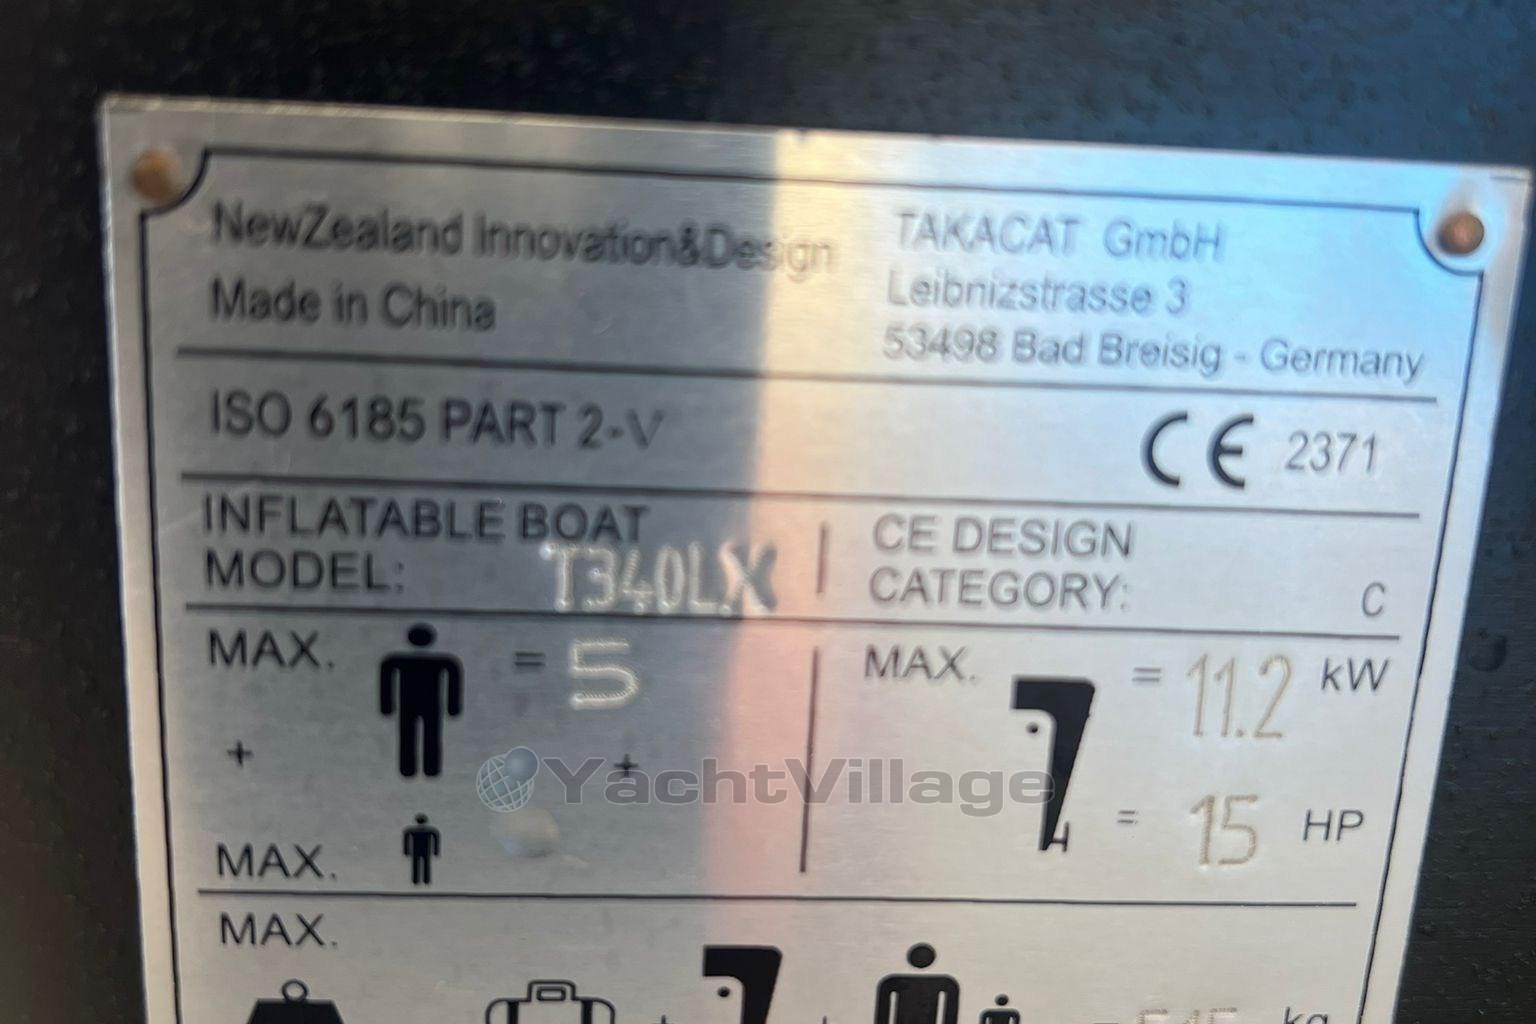 NewZealand Innovation&Design
Made in China
TAKACAT GmbH
Leibnizstrasse 3
53498 Bad Breisig - Germany
ISO 6185 PART 2-V
CE 2371
INFLATABLE BOAT
MODEL: T340LX
CE DESIGN
CATEGORY: C
MAX. = 5
+ +
MAX.
MAX. = 11.2 kW
= 15 HP
YachtVillage
MAX.
kg